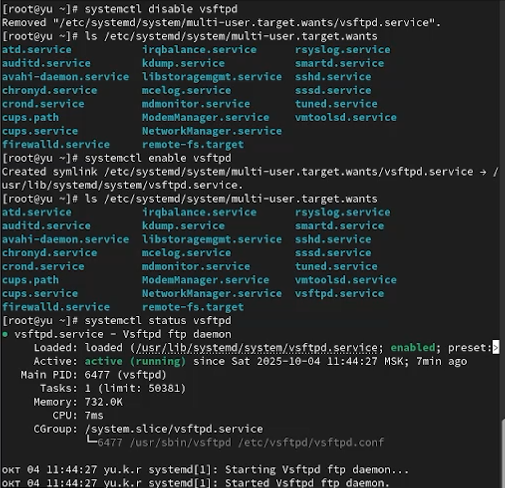 [root@yu ~]# systemctl disable vsftpd
Removed "/etc/systemd/system/multi-user.target.wants/vsftpd.service".
[root@yu ~]# ls /etc/systemd/system/multi-user.target.wants
atd.service irqbalance.service rsyslog.service
auditd.service kdump.service smartd.service
avahi-daemon.service libstoragemgmt.service sshd.service
chronyd.service mcelog.service sssd.service
crond.service mdmonitor.service tuned.service
cups.path ModemManager.service vmtoolsd.service
cups.service NetworkManager.service
firewalld.service remote-fs.target
[root@yu ~]# systemctl enable vsftpd
Created symlink /etc/systemd/system/multi-user.target.wants/vsftpd.service → /
usr/lib/systemd/system/vsftpd.service.
[root@yu ~]# ls /etc/systemd/system/multi-user.target.wants
atd.service irqbalance.service rsyslog.service
auditd.service kdump.service smartd.service
avahi-daemon.service libstoragemgmt.service sshd.service
chronyd.service mcelog.service sssd.service
crond.service mdmonitor.service tuned.service
cups.path ModemManager.service vmtoolsd.service
cups.service NetworkManager.service vsftpd.service
firewalld.service remote-fs.target
[root@yu ~]# systemctl status vsftpd
● vsftpd.service - Vsftpd ftp daemon
Loaded: loaded (/usr/lib/systemd/system/vsftpd.service; enabled; preset:>
Active: active (running) since Sat 2025-10-04 11:44:27 MSK; 7min ago
Main PID: 6477 (vsftpd)
Tasks: 1 (limit: 50381)
Memory: 732.0K
CPU: 7ms
CGroup: /system.slice/vsftpd.service
└─6477 /usr/sbin/vsftpd /etc/vsftpd/vsftpd.conf
окт 04 11:44:27 yu.k.r systemd[1]: Starting Vsftpd ftp daemon...
окт 04 11:44:27 yu.k.r systemd[1]: Started Vsftpd ftp daemon.